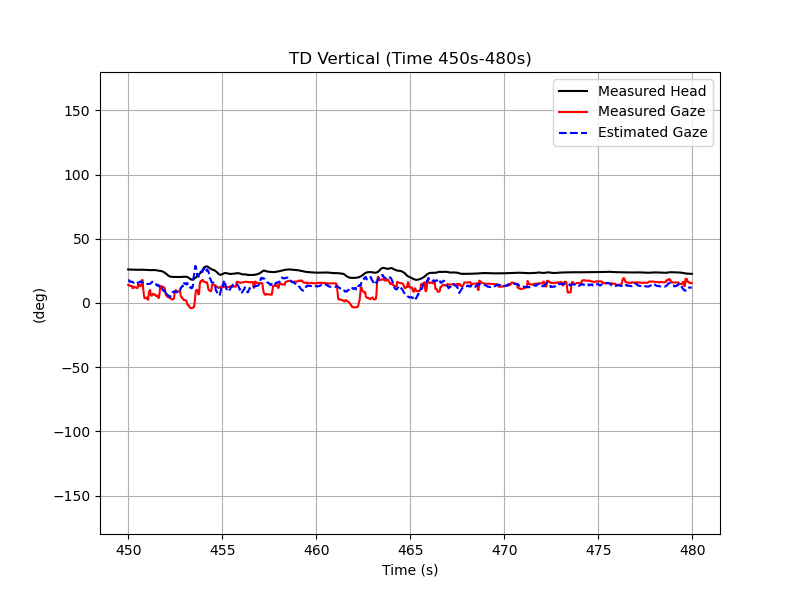 TD Vertical (Time 450s-480s)
Measured Head
Measured Gaze
Estimated Gaze
150
100
50
0
−50
−100
−150
(deg)
450 455 460 465 470 475 480
Time (s)